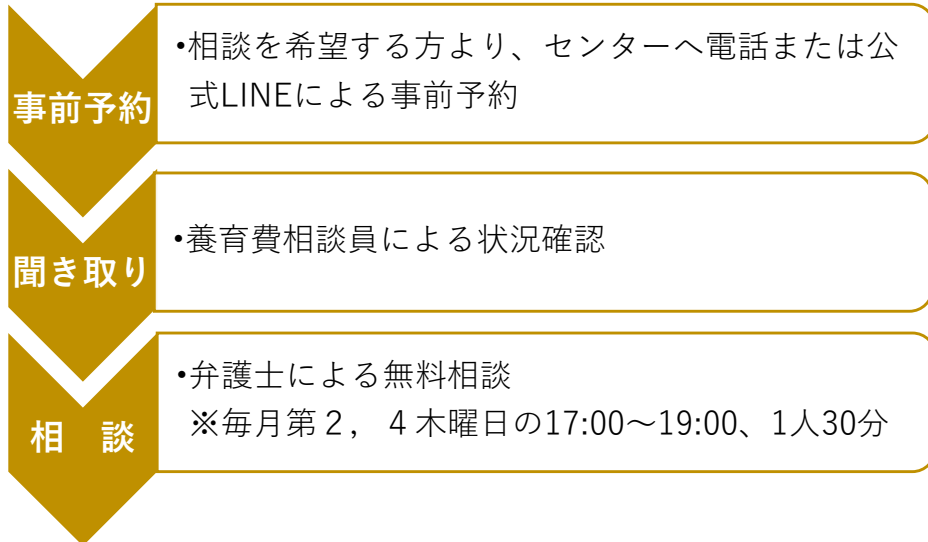 事前予約
•相談を希望する方より、センターへ電話または公
式LINEによる事前予約
聞き取り
•養育費相談員による状況確認
相　談
•弁護士による無料相談
※毎月第２，４木曜日の17:00～19:00、1人30分